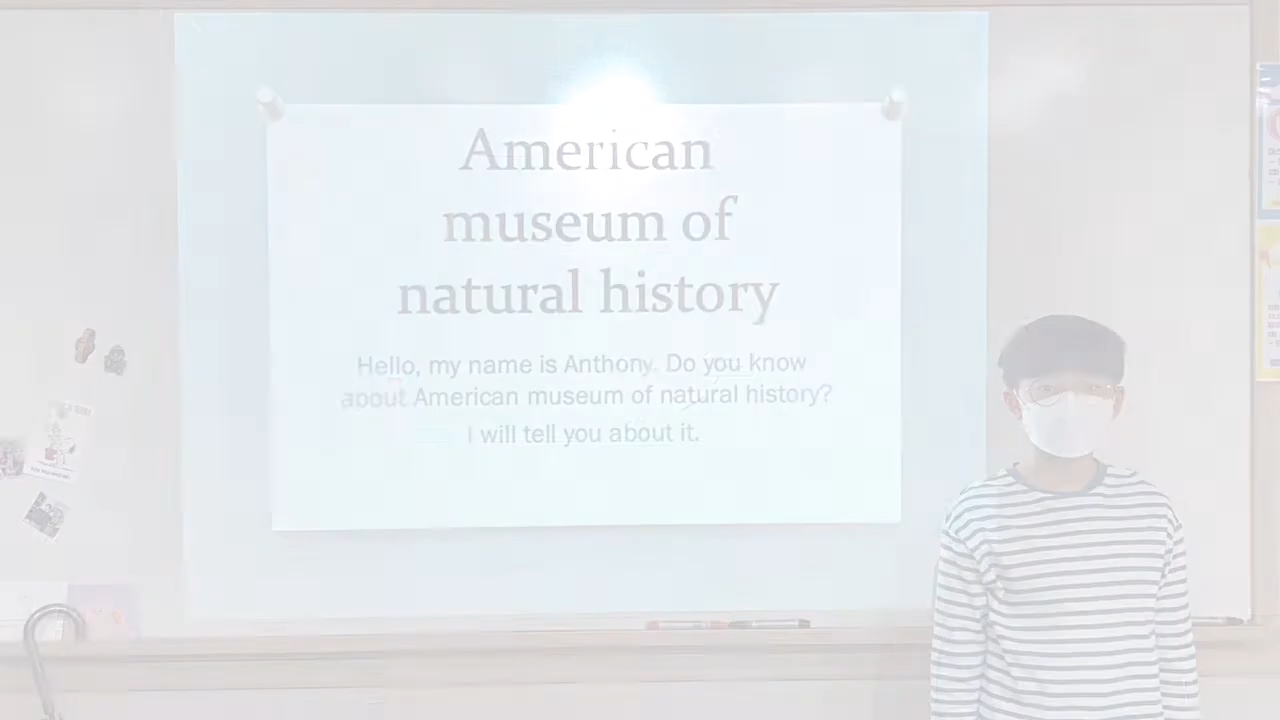 American
museum of
natural history
Hello, my name is Anthony. Do you know
about American museum of natural history?
I will tell you about it.